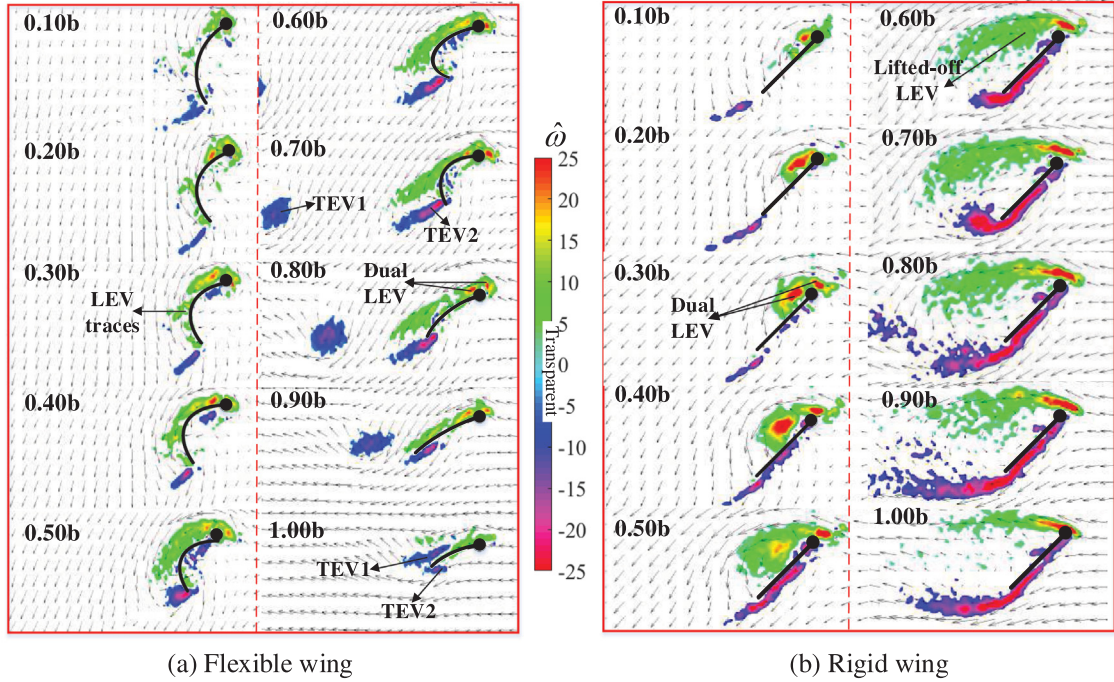 0.10b
0.20b
0.30b
LEV
traces
0.40b
0.50b
0.60b
0.70b
TEV1
TEV2
0.80b
Dual
LEV
0.90b
1.00b
TEV1
TEV2
ω̂
25
20
15
10
5
Transparent
0
-5
-10
-15
-20
-25
0.10b
0.20b
0.30b
Dual
LEV
0.40b
0.50b
0.60b
Lifted-off
LEV
0.70b
0.80b
0.90b
1.00b
(a) Flexible wing
(b) Rigid wing